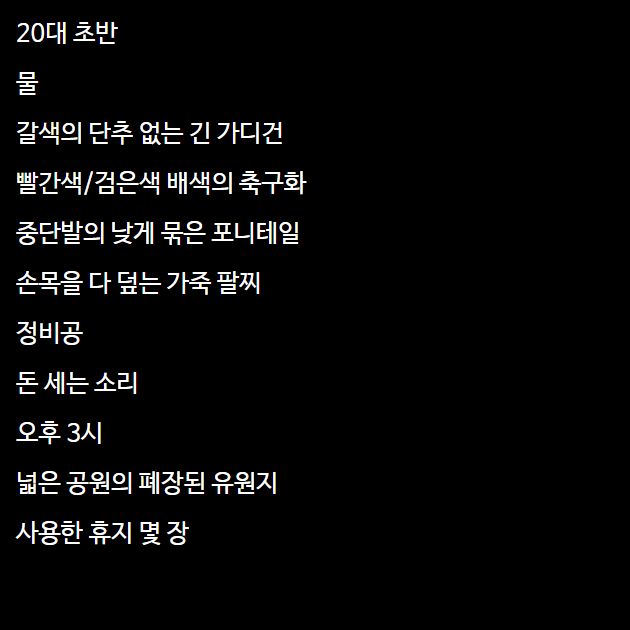 20대 초반
물
갈색의 단추 없는 긴 가디건
빨간색/검은색 배색의 축구화
중단발의 낮게 묶은 포니테일
손목을 다 덮는 가죽 팔찌
정비공
돈 세는 소리
오후 3시
넓은 공원의 폐장된 유원지
사용한 휴지 몇 장